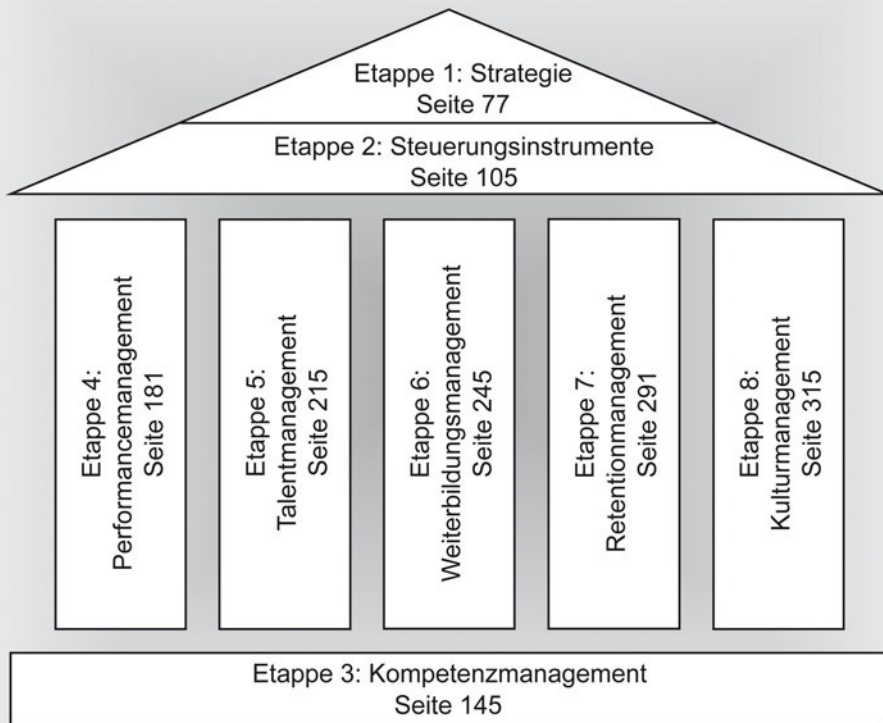 Etappe 1: Strategie
Seite 77
Etappe 2: Steuerungsinstrumente
Seite 105
Etappe 4:
Performancemanagement
Seite 181
Etappe 5:
Talentmanagement
Seite 215
Etappe 6:
Weiterbildungsmanagement
Seite 245
Etappe 7:
Retentionmanagement
Seite 291
Etappe 8:
Kulturmanagement
Seite 315
Etappe 3: Kompetenzmanagement
Seite 145